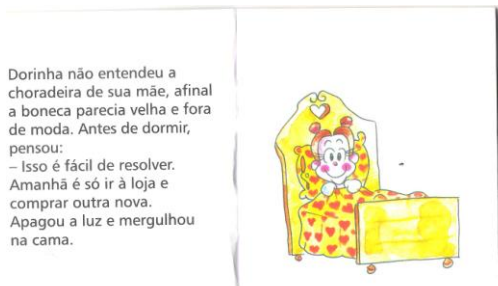 Dorinha não entendeu a
choradeira de sua mãe, afinal
a boneca parecia velha e fora
de moda. Antes de dormir,
pensou:
– Isso é fácil de resolver.
Amanhã é só ir à loja e
comprar outra nova.
Apagou a luz e mergulhou
na cama.